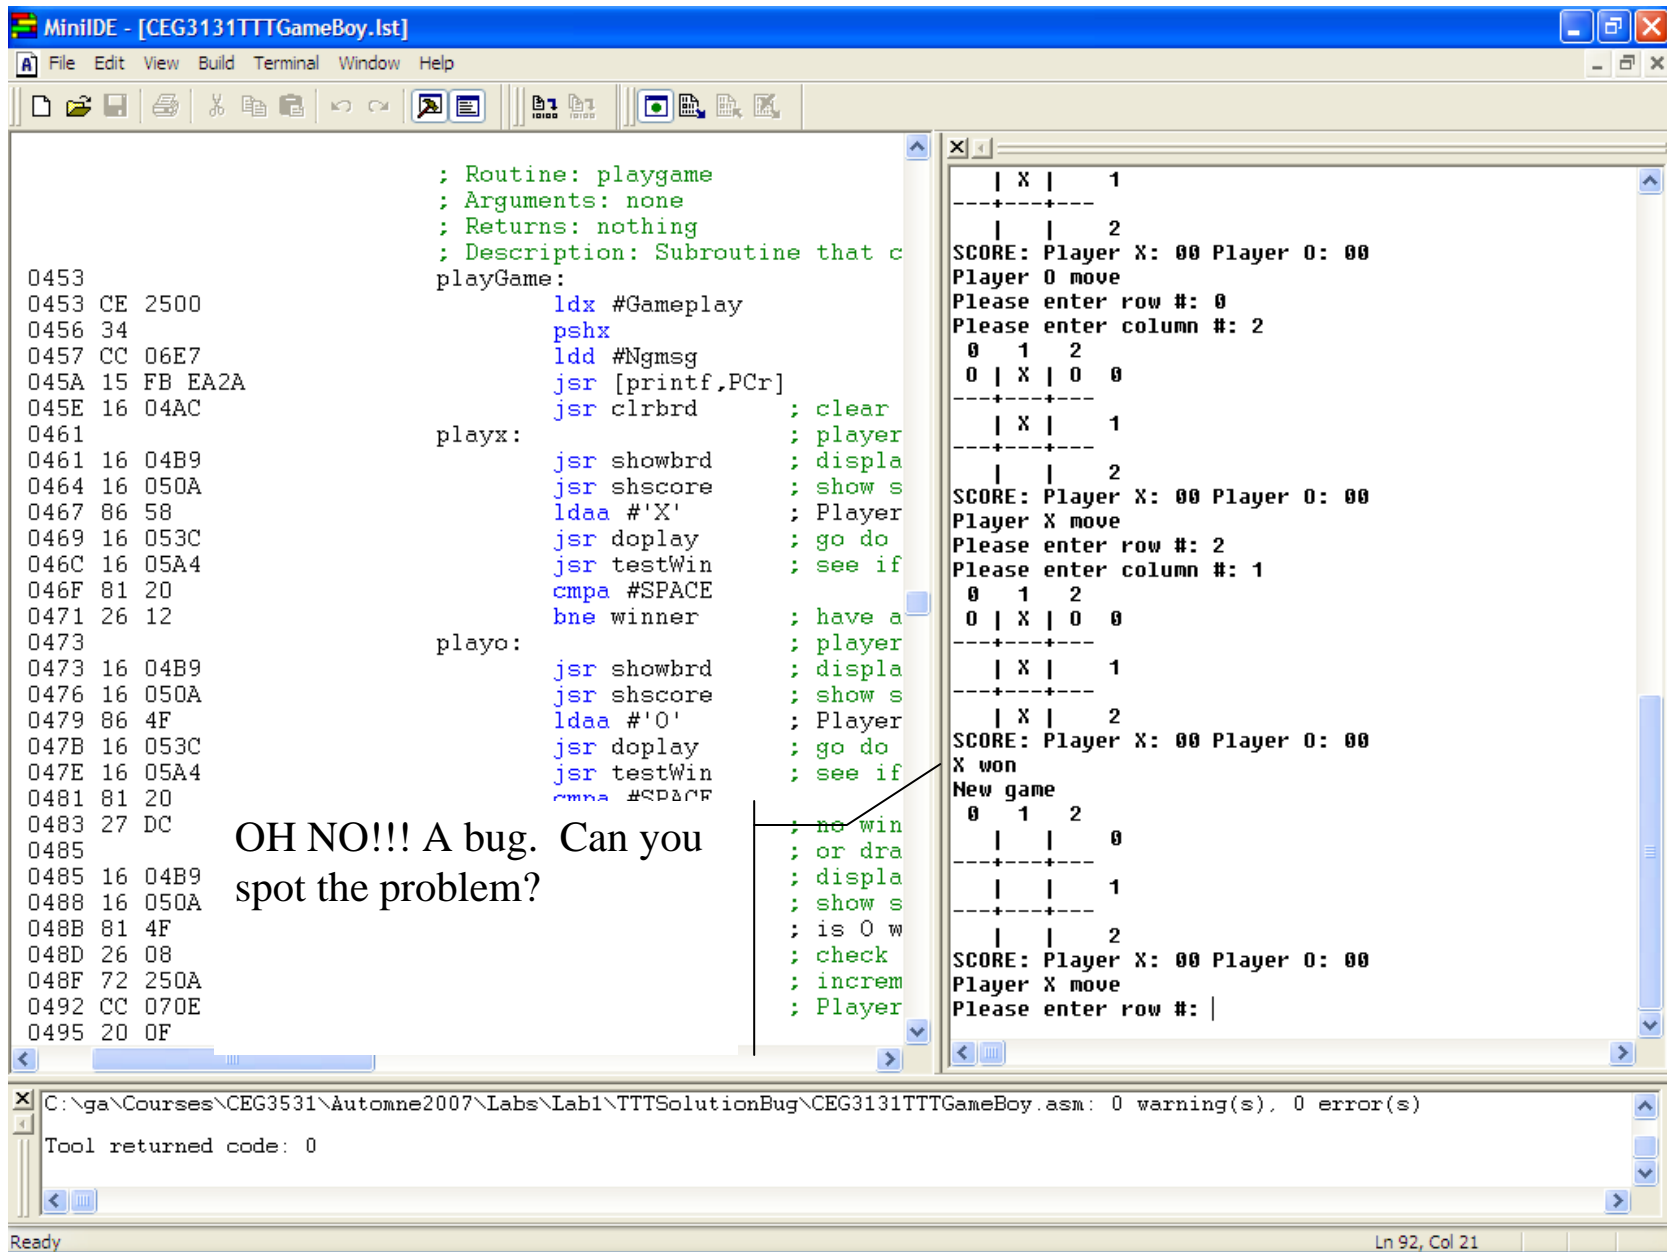 MiniIDE - [CEG3131TTTGameBoy.lst]
File Edit View Build Terminal Window Help
; Routine: playgame
; Arguments: none
; Returns: nothing
; Description: Subroutine that c
0453 playGame:
0453 CE 2500 ldx #Gameplay
0456 34 pshx
0457 CC 06E7 ldd #Ngmsg
045A 15 FB EA2A jsr [printf,PCr]
045E 16 04AC jsr clrbrd ; clear
0461 playx: ; player
0461 16 04B9 jsr showbrd ; displa
0464 16 050A jsr shscore ; show s
0467 86 58 ldaa #'X' ; Player
0469 16 053C jsr doplay ; go do
046C 16 05A4 jsr testWin ; see if
046F 81 20 cmpa #SPACE
0471 26 12 bne winner ; have a
0473 playo: ; player
0473 16 04B9 jsr showbrd ; displa
0476 16 050A jsr shscore ; show s
0479 86 4F ldaa #'O' ; Player
047B 16 053C jsr doplay ; go do
047E 16 05A4 jsr testWin ; see if
0481 81 20 cmpa #SPACE
0483 27 DC ; no win
0485 ; or dra
0485 16 04B9 ; displa
0488 16 050A ; show s
048B 81 4F ; is O w
048D 26 08 ; check
048F 72 250A ; increm
0492 CC 070E ; Player
0495 20 0F
OH NO!!! A bug. Can you
spot the problem?
| X | 1
---+---+---
| | 2
SCORE: Player X: 00 Player O: 00
Player O move
Please enter row #: 0
Please enter column #: 2
0 1 2
O | X | O 0
---+---+---
| X | 1
---+---+---
| | 2
SCORE: Player X: 00 Player O: 00
Player X move
Please enter row #: 2
Please enter column #: 1
0 1 2
O | X | O 0
---+---+---
| X | 1
---+---+---
| X | 2
SCORE: Player X: 00 Player O: 00
X won
New game
0 1 2
| | 0
---+---+---
| | 1
---+---+---
| | 2
SCORE: Player X: 00 Player O: 00
Player X move
Please enter row #: |
C:\ga\Courses\CEG3531\Automne2007\Labs\Lab1\TTTSolutionBug\CEG3131TTTGameBoy.asm: 0 warning(s), 0 error(s)
Tool returned code: 0
Ready Ln 92, Col 21